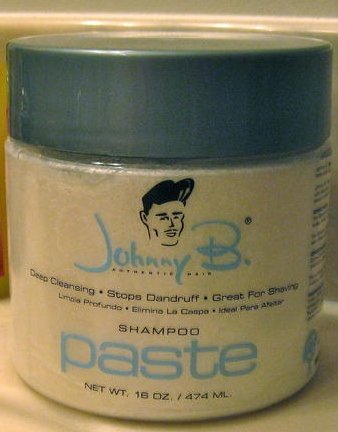 Johnny B.®
AUTHENTIC HAIR
Deep Cleansing • Stops Dandruff • Great For Shaving
Limpia Profundo • Elimina La Caspa • Ideal Para Afeitar
SHAMPOO
paste
NET WT. 16 OZ. / 474 ML.